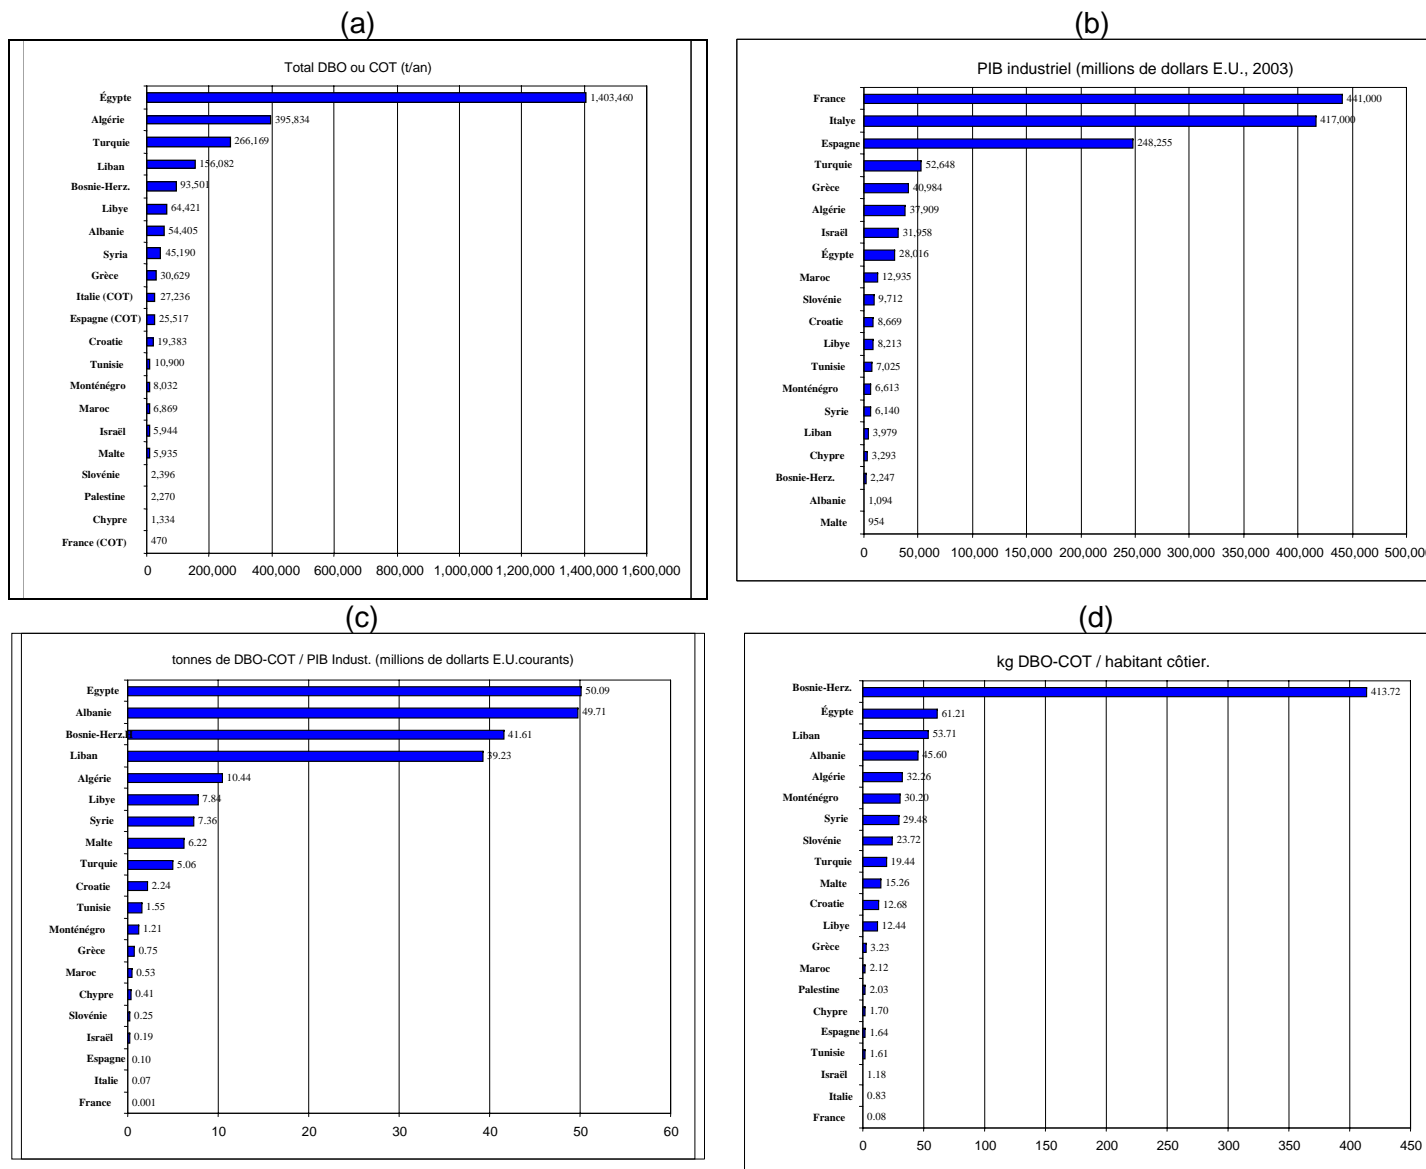 (a)
Total DBO ou COT (t/an)
Égypte 1,403,460
Algérie 395,834
Turquie 266,169
Liban 156,082
Bosnie-Herz. 93,501
Libye 64,421
Albanie 54,405
Syria 45,190
Grèce 30,629
Italie (COT) 27,236
Espagne (COT) 25,517
Croatie 19,383
Tunisie 10,900
Monténégro 8,032
Maroc 6,869
Israël 5,944
Malte 5,935
Slovénie 2,396
Palestine 2,270
Chypre 1,334
France (COT) 470
0 200,000 400,000 600,000 800,000 1,000,000 1,200,000 1,400,000 1,600,000
(b)
PIB industriel (millions de dollars E.U., 2003)
France 441,000
Italye 417,000
Espagne 248,255
Turquie 52,648
Grèce 40,984
Algérie 37,909
Israël 31,958
Égypte 28,016
Maroc 12,935
Slovénie 9,712
Croatie 8,669
Libye 8,213
Tunisie 7,025
Monténégro 6,613
Syrie 6,140
Liban 3,979
Chypre 3,293
Bosnie-Herz. 2,247
Albanie 1,094
Malte 954
0 50,000 100,000 150,000 200,000 250,000 300,000 350,000 400,000 450,000
(c)
tonnes de DBO-COT / PIB Indust. (millions de dollarts E.U.courants)
Egypte 50.09
Albanie 49.71
Bosnie-Herz. 41.61
Liban 39.23
Algérie 10.44
Libye 7.84
Syrie 7.36
Malte 6.22
Turquie 5.06
Croatie 2.24
Tunisie 1.55
Monténégro 1.21
Grèce 0.75
Maroc 0.53
Chypre 0.41
Slovénie 0.25
Israël 0.19
Espagne 0.10
Italie 0.07
France 0.001
0 10 20 30 40 50 60
(d)
kg DBO-COT / habitant côtier.
Bosnie-Herz. 413.72
Égypte 61.21
Liban 53.71
Albanie 45.60
Algérie 32.26
Monténégro 30.20
Syrie 29.48
Slovénie 23.72
Turquie 19.44
Malte 15.26
Croatie 12.68
Libye 12.44
Grèce 3.23
Maroc 2.12
Palestine 2.03
Chypre 1.70
Espagne 1.64
Tunisie 1.61
Israël 1.18
Italie 0.83
France 0.08
0 50 100 150 200 250 300 350 400 450